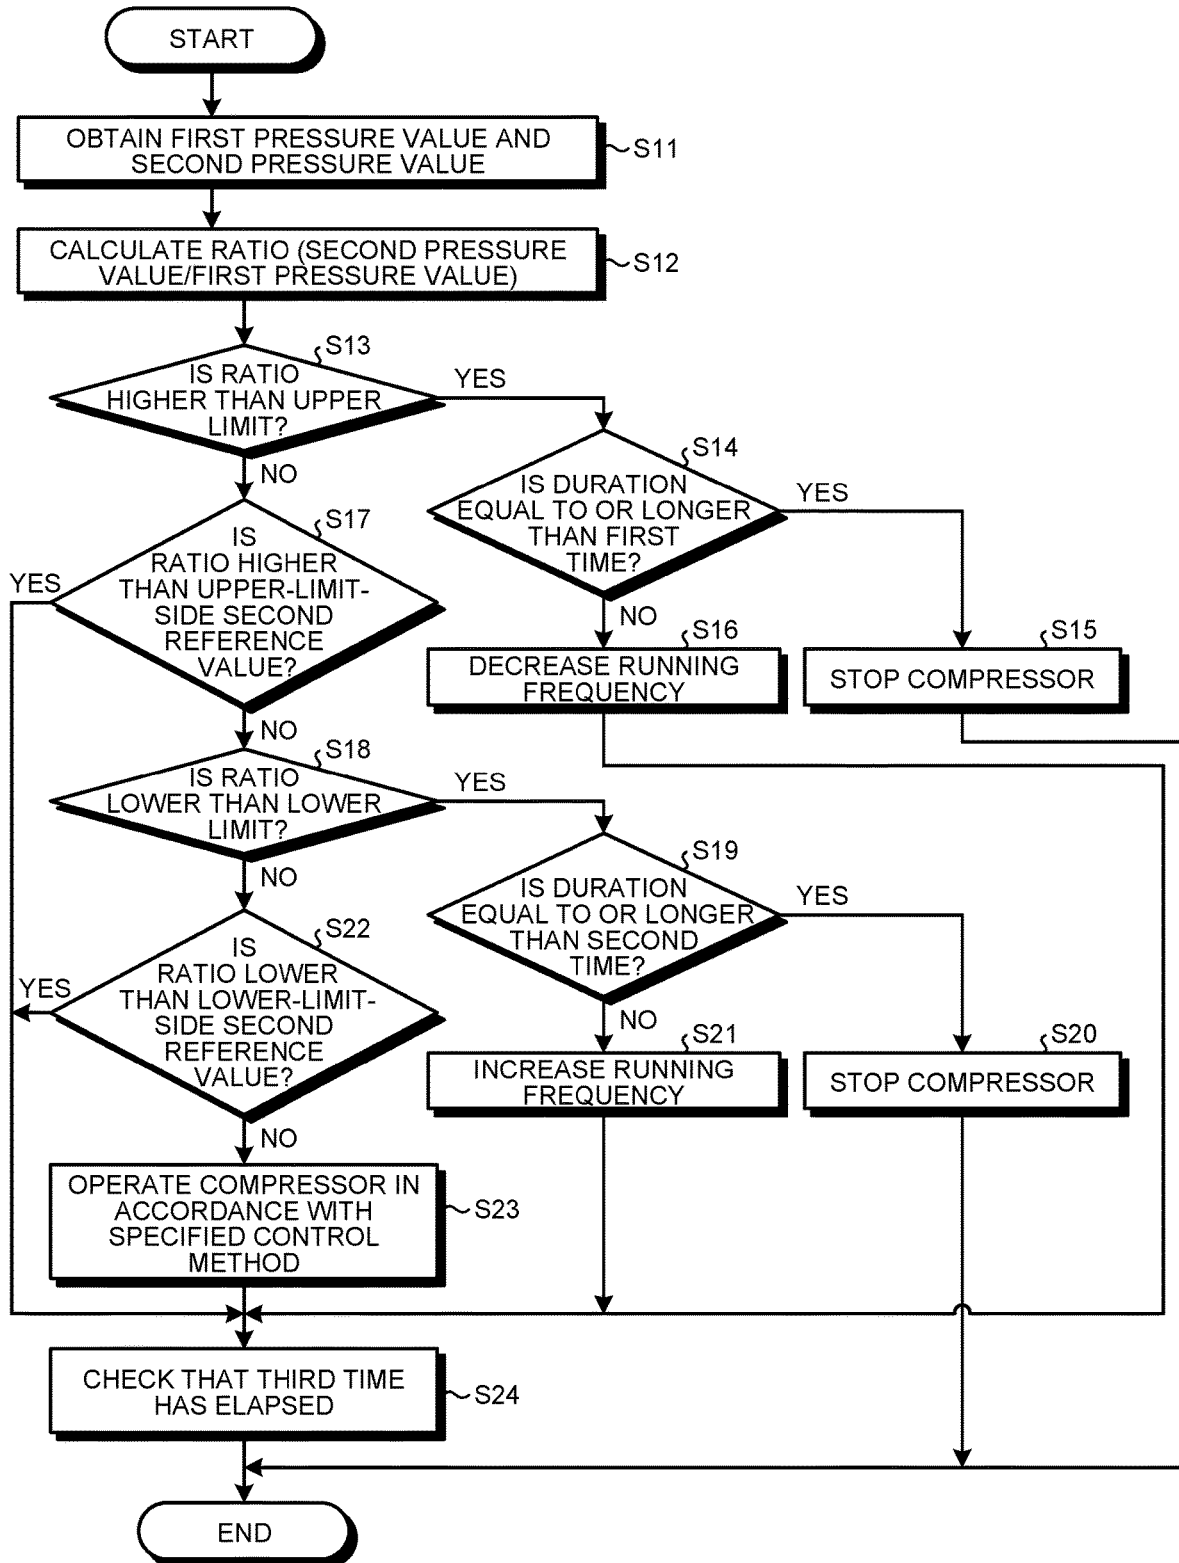 START
OBTAIN FIRST PRESSURE VALUE AND
SECOND PRESSURE VALUE
S11
CALCULATE RATIO (SECOND PRESSURE
VALUE/FIRST PRESSURE VALUE)
S12
S13
IS RATIO
HIGHER THAN UPPER
LIMIT?
YES
NO
S14
IS DURATION
EQUAL TO OR LONGER
THAN FIRST
TIME?
YES
NO
S17
IS
RATIO HIGHER
THAN UPPER-LIMIT-
SIDE SECOND
REFERENCE
VALUE?
YES
NO
S16
DECREASE RUNNING
FREQUENCY
S15
STOP COMPRESSOR
S18
IS RATIO
LOWER THAN LOWER
LIMIT?
YES
NO
S19
IS DURATION
EQUAL TO OR LONGER
THAN SECOND
TIME?
YES
NO
S22
IS
RATIO LOWER
THAN LOWER-LIMIT-
SIDE SECOND
REFERENCE
VALUE?
YES
NO
S21
INCREASE RUNNING
FREQUENCY
S20
STOP COMPRESSOR
OPERATE COMPRESSOR IN
ACCORDANCE WITH
SPECIFIED CONTROL
METHOD
S23
CHECK THAT THIRD TIME
HAS ELAPSED
S24
END